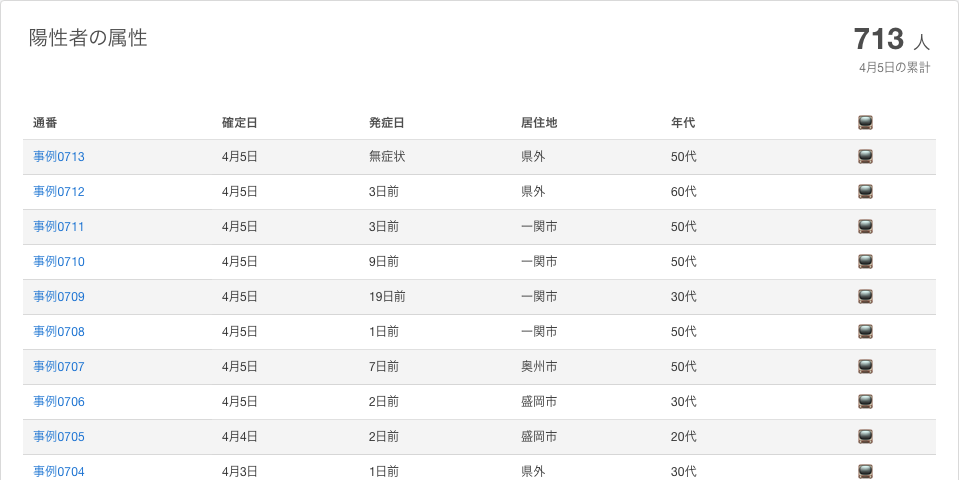 陽性者の属性
713 人
4月5日の累計
通番 確定日 発症日 居住地 年代
事例0713 4月5日 無症状 県外 50代
事例0712 4月5日 3日前 県外 60代
事例0711 4月5日 3日前 一関市 50代
事例0710 4月5日 9日前 一関市 50代
事例0709 4月5日 19日前 一関市 30代
事例0708 4月5日 1日前 一関市 50代
事例0707 4月5日 7日前 奥州市 50代
事例0706 4月5日 2日前 盛岡市 30代
事例0705 4月4日 2日前 盛岡市 20代
事例0704 4月3日 1日前 県外 30代